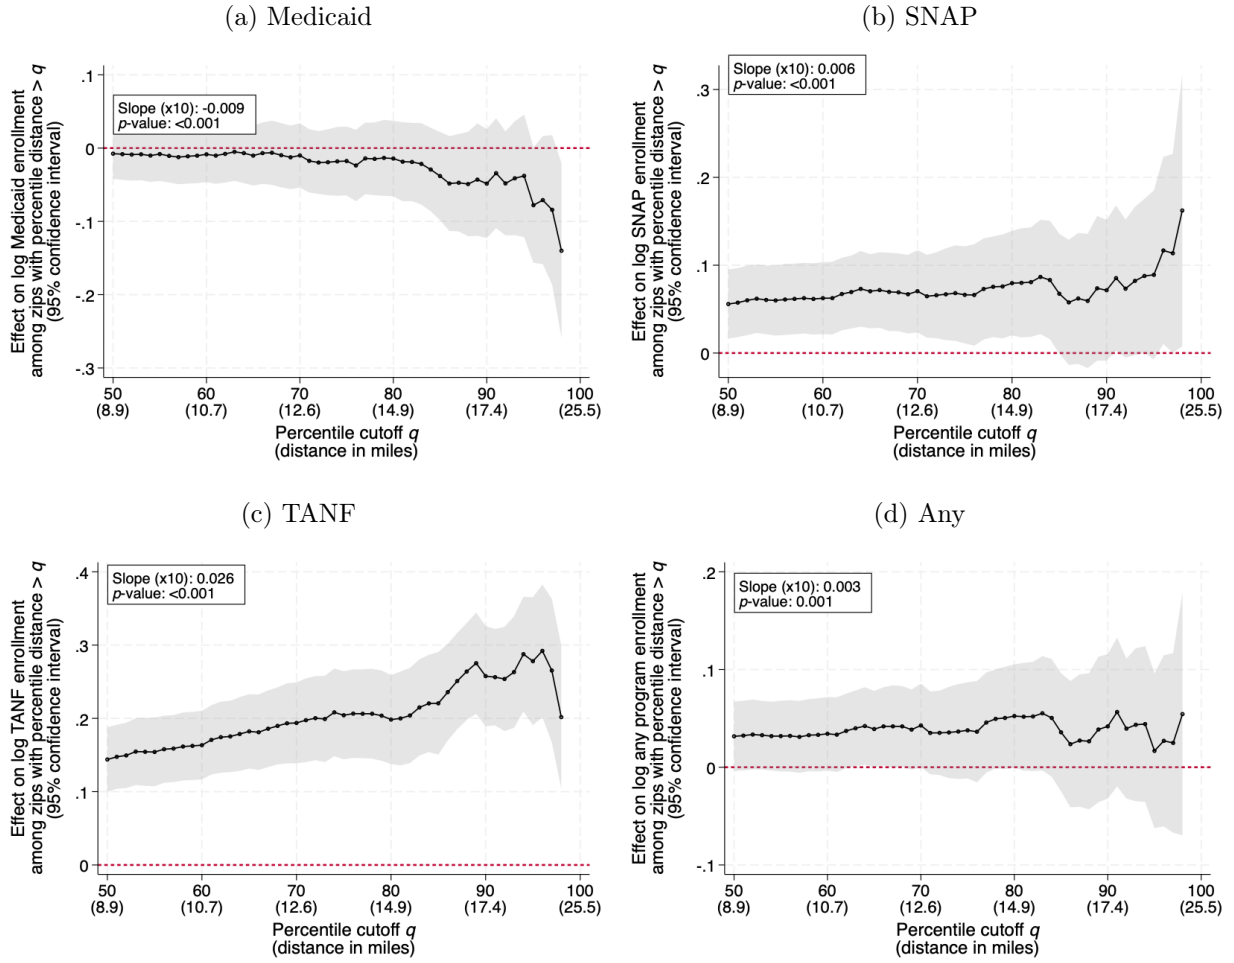 (a) Medicaid
Effect on log Medicaid enrollment
among zips with percentile distance > q
(95% confidence interval)
.1
0
-.1
-.2
-.3
Slope (x10): -0.009
p-value: <0.001
50 60 70 80 90 100
(8.9) (10.7) (12.6) (14.9) (17.4) (25.5)
Percentile cutoff q
(distance in miles)
(b) SNAP
Effect on log SNAP enrollment
among zips with percentile distance > q
(95% confidence interval)
.3
.2
.1
0
Slope (x10): 0.006
p-value: <0.001
50 60 70 80 90 100
(8.9) (10.7) (12.6) (14.9) (17.4) (25.5)
Percentile cutoff q
(distance in miles)
(c) TANF
Effect on log TANF enrollment
among zips with percentile distance > q
(95% confidence interval)
.4
.3
.2
.1
0
Slope (x10): 0.026
p-value: <0.001
50 60 70 80 90 100
(8.9) (10.7) (12.6) (14.9) (17.4) (25.5)
Percentile cutoff q
(distance in miles)
(d) Any
Effect on log any program enrollment
among zips with percentile distance > q
(95% confidence interval)
.2
.1
0
-.1
Slope (x10): 0.003
p-value: 0.001
50 60 70 80 90 100
(8.9) (10.7) (12.6) (14.9) (17.4) (25.5)
Percentile cutoff q
(distance in miles)